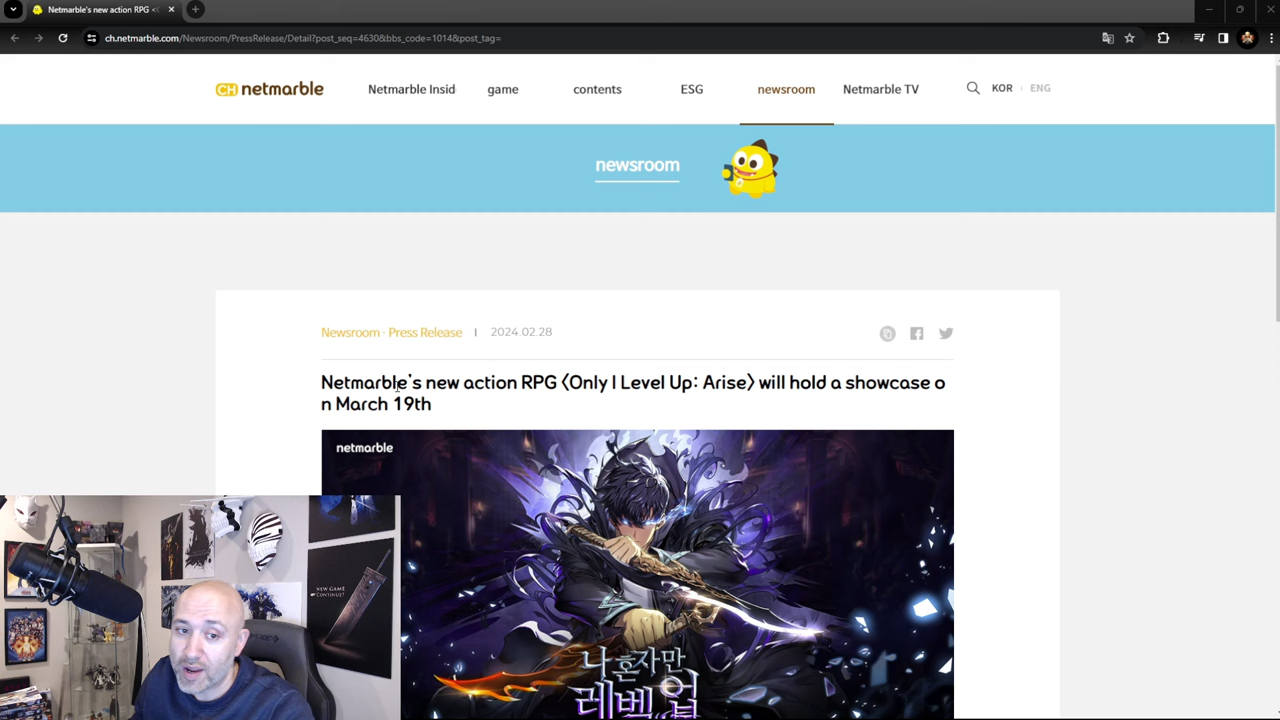 Netmarble's new action RPG <O
ch.netmarble.com/Newsroom/PressRelease/Detail?post_seq=4630&bbs_code=1014&post_tag=
CH netmarble
Netmarble Insid
game
contents
ESG
newsroom
Netmarble TV
KOR
ENG
newsroom
Newsroom · Press Release
2024.02.28
Netmarble's new action RPG <Only I Level Up: Arise> will hold a showcase o
n March 19th
netmarble
나 혼자만
레벨업
NEW GAME
CONTINUE?